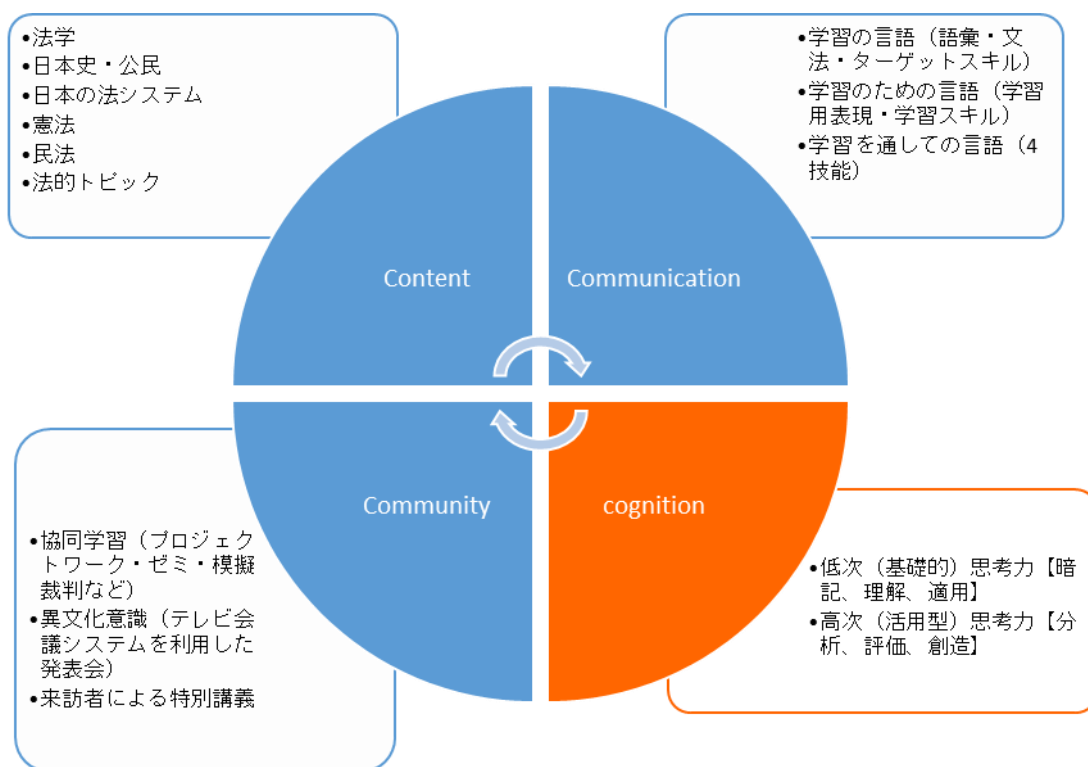 •法学
•日本史・公民
•日本の法システム
•憲法
•民法
•法的トピック
•学習の言語（語彙・文
法・ターゲットスキル）
•学習のための言語（学習
用表現・学習スキル）
•学習を通しての言語（4
技能）
Content
Communication
Community
cognition
•協同学習（プロジェク
トワーク・ゼミ・模擬
裁判など）
•異文化意識（テレビ会
議システムを利用した
発表会）
•来訪者による特別講義
•低次（基礎的）思考力【暗
記、理解、適用】
•高次（活用型）思考力【分
析、評価、創造】